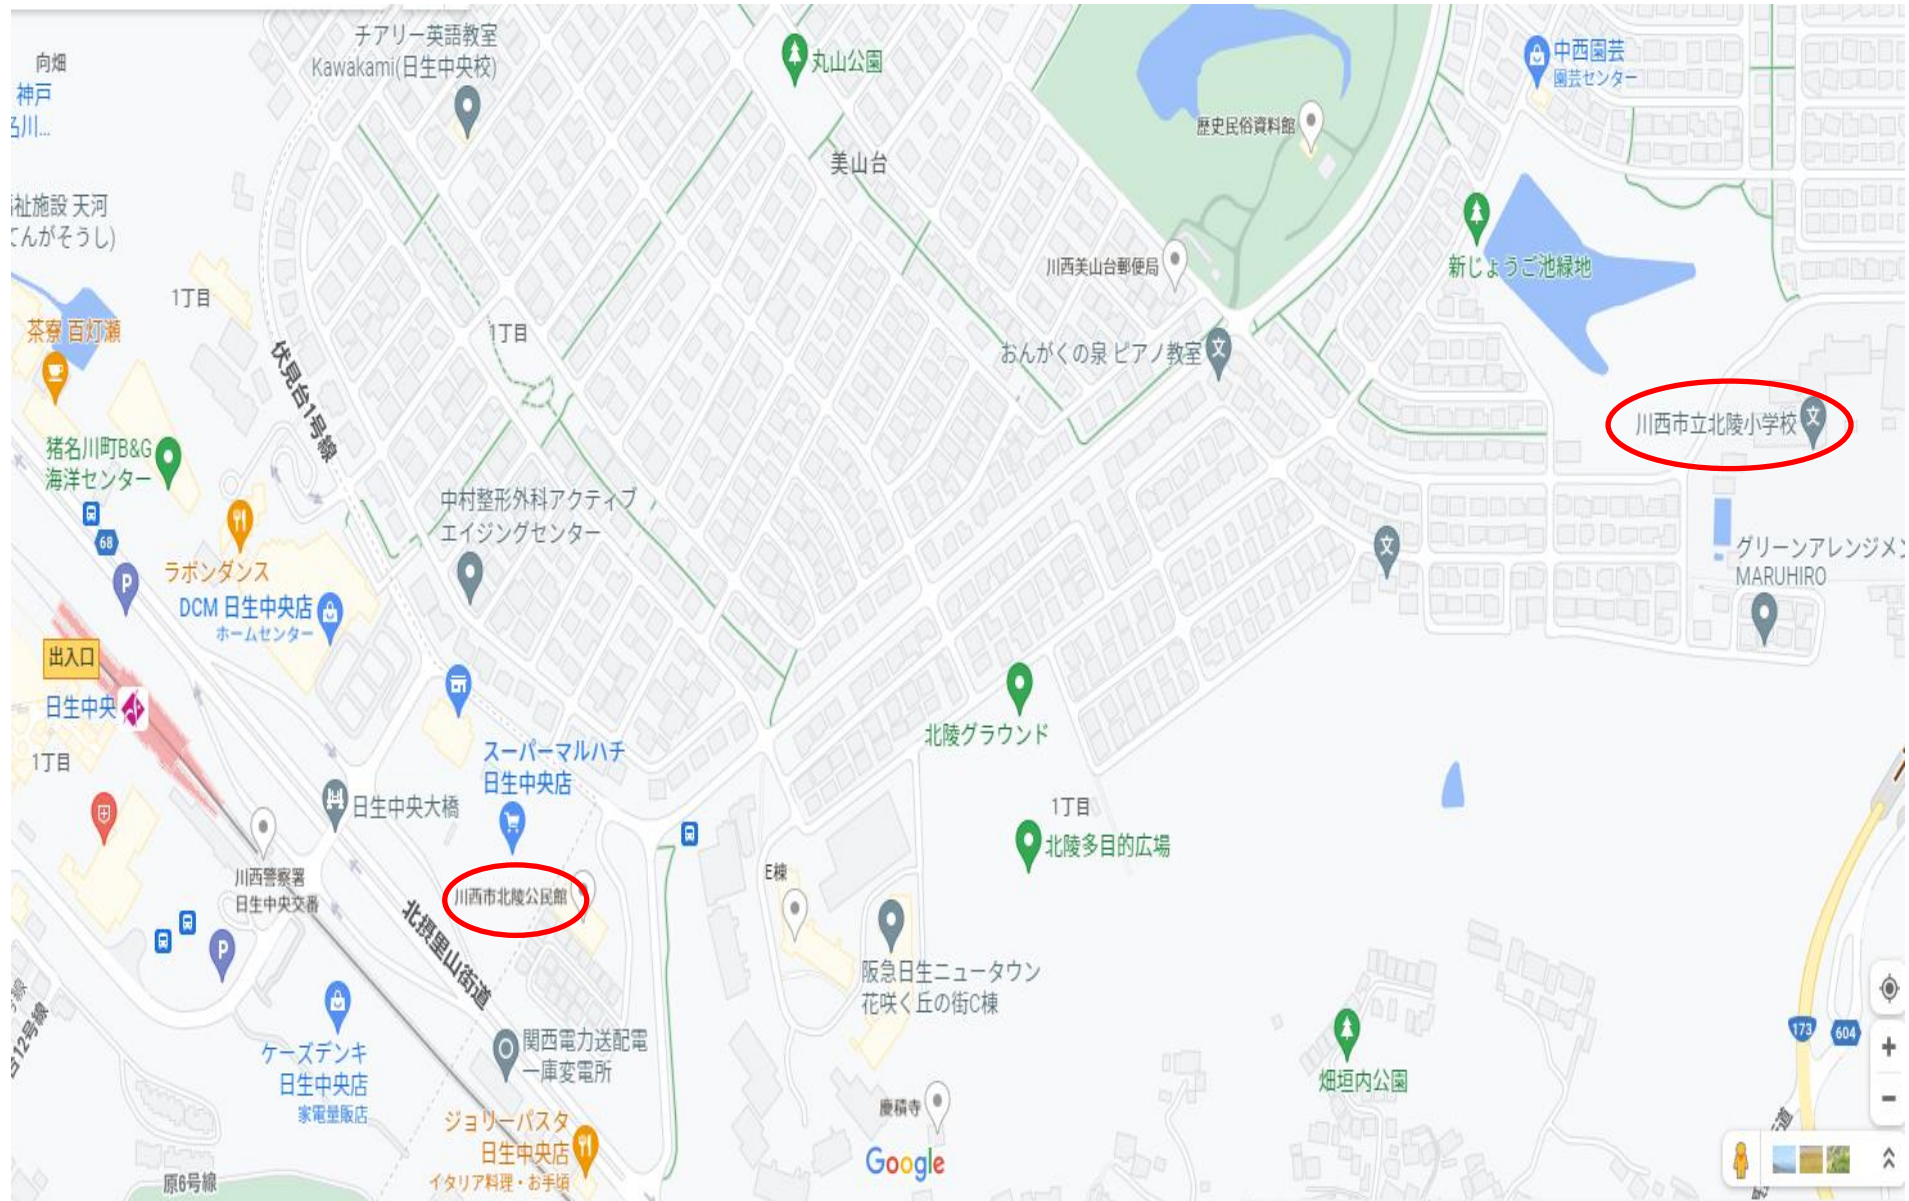 向畑
神戸
チアリー英語教室
Kawakami(日生中央校)
丸山公園
中西園芸
園芸センター
歴史民俗資料館
美山台
祉施設 天河
てんがそうし)
川西美山台郵便局
新じょうご池緑地
1丁目
茶寮 百灯瀬
1丁目
おんがくの泉 ピアノ教室
伏見台1号線
川西市立北陵小学校
猪名川町B&G
海洋センター
中村整形外科アクティブ
エイジングセンター
68
P
ラボンダンス
DCM 日生中央店
ホームセンター
グリーンアレンジメン
MARUHIRO
出入口
日生中央
北陵グラウンド
スーパーマルハチ
日生中央店
1丁目
日生中央大橋
1丁目
北陵多目的広場
川西警察署
日生中央交番
川西市北陵公民館
E棟
北摂里山街道
P
阪急日生ニュータウン
花咲く丘の街C棟
173
604
関西電力送配電
一庫変電所
ケーズデンキ
日生中央店
家電量販店
畑垣内公園
慶積寺
ジョリーパスタ
日生中央店
イタリア料理・お手頃
Google
原6号線